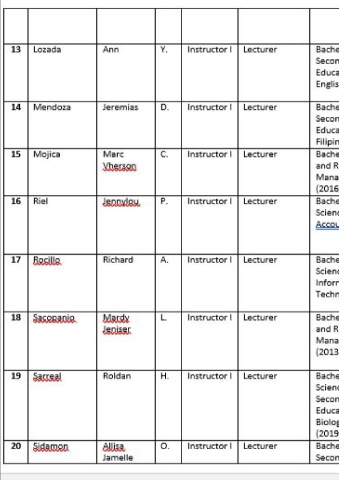 13 Lozada Ann Y. Instructor I Lecturer Bache
Secon
Educa
Englis
14 Mendoza Jeremias D. Instructor I Lecturer Bache
Secon
Educa
Filipin
15 Mojica Marc C. Instructor I Lecturer Bache
Vherson and R
Mana
(2016
16 Riel Jennylou P. Instructor I Lecturer Bache
Scienc
Accou
17 Rocillo Richard A. Instructor I Lecturer Bache
Scienc
Inforr
Techn
18 Sacopanio Mardy L. Instructor I Lecturer Bache
Jeniser and R
Mana
(2013
19 Sarreal Roldan H. Instructor I Lecturer Bache
Scienc
Secon
Educa
Biolog
(2019
20 Sidamon Allisa O. Instructor I Lecturer Bache
Jamelle Secon